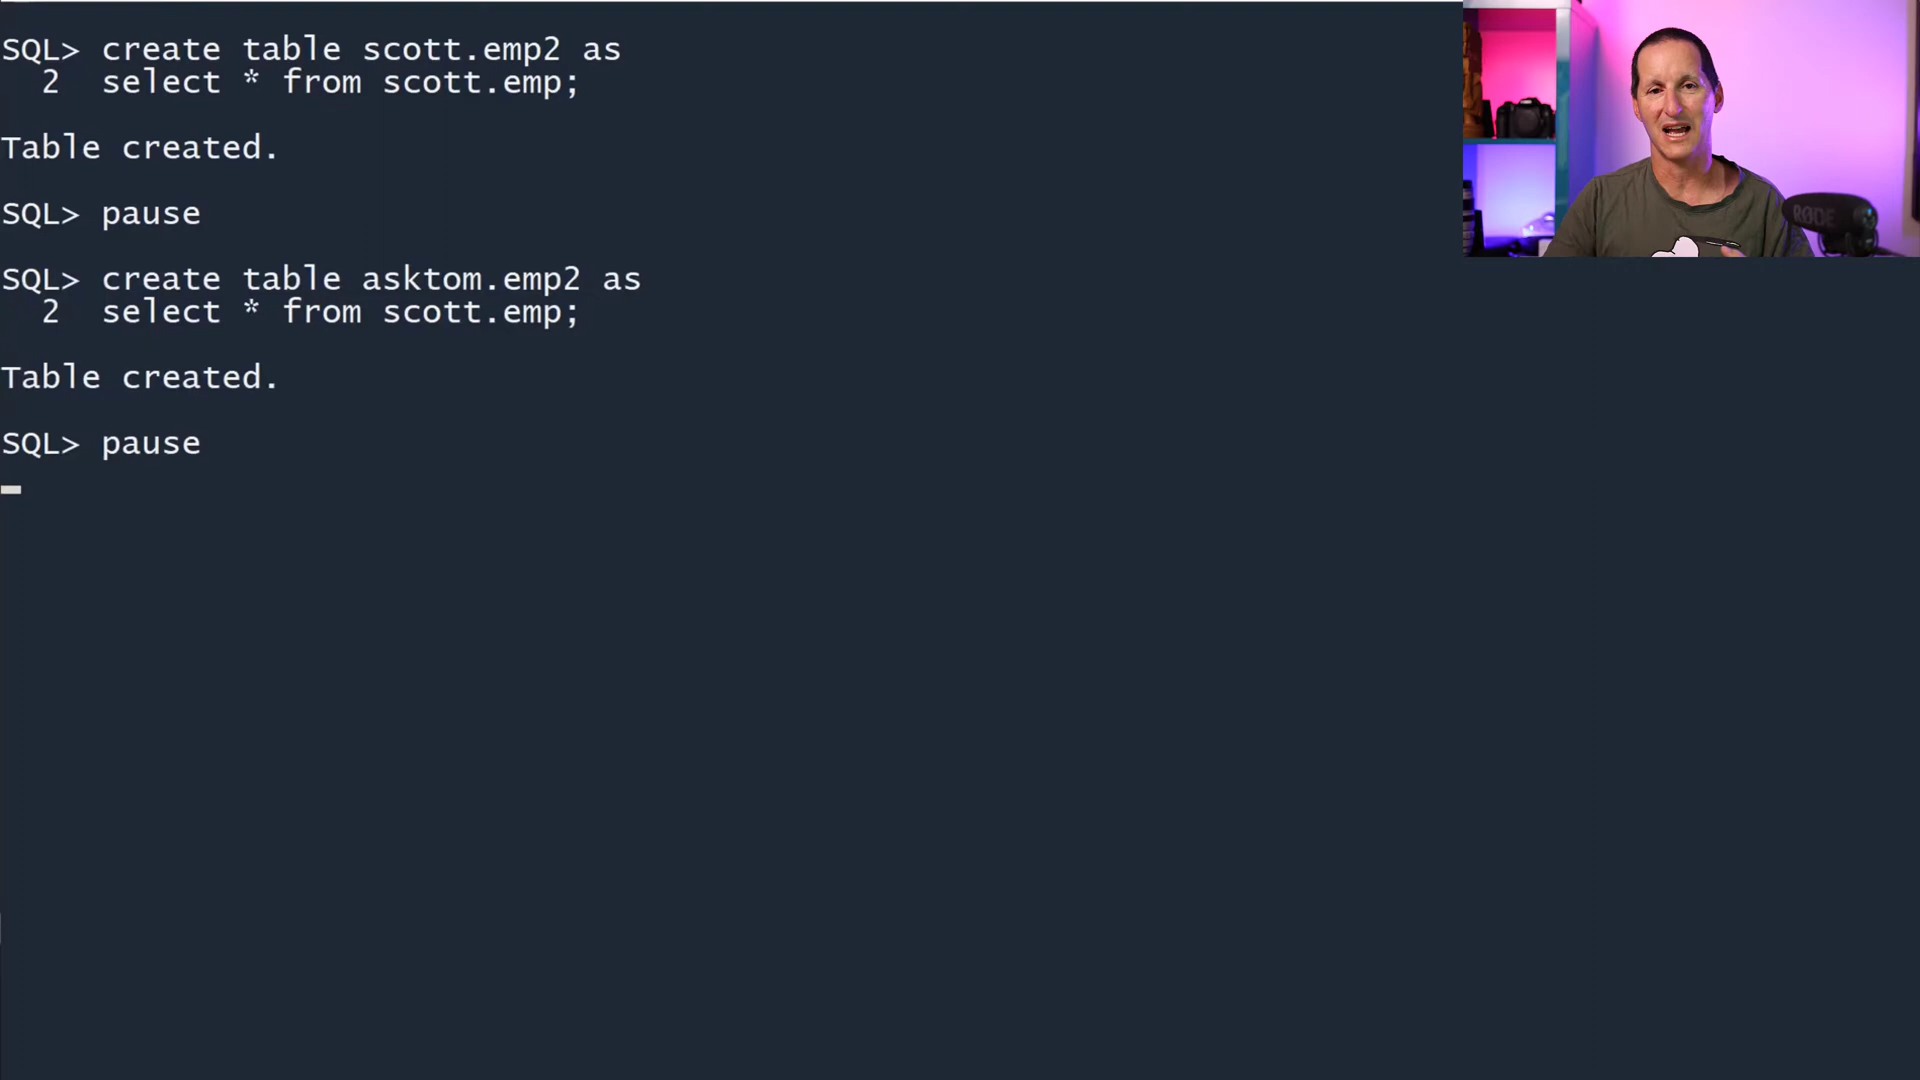 SQL> create table scott.emp2 as
  2  select * from scott.emp;
Table created.
SQL> pause
SQL> create table asktom.emp2 as
  2  select * from scott.emp;
Table created.
SQL> pause
RØDE